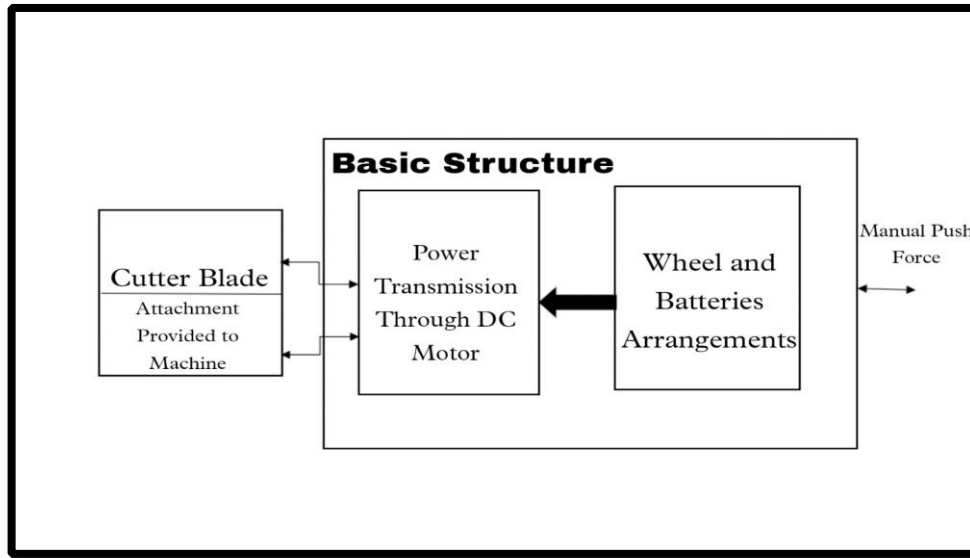 Basic Structure
Cutter Blade
Attachment
Provided to
Machine
Power
Transmission
Through DC
Motor
Wheel and
Batteries
Arrangements
Manual Push
Force